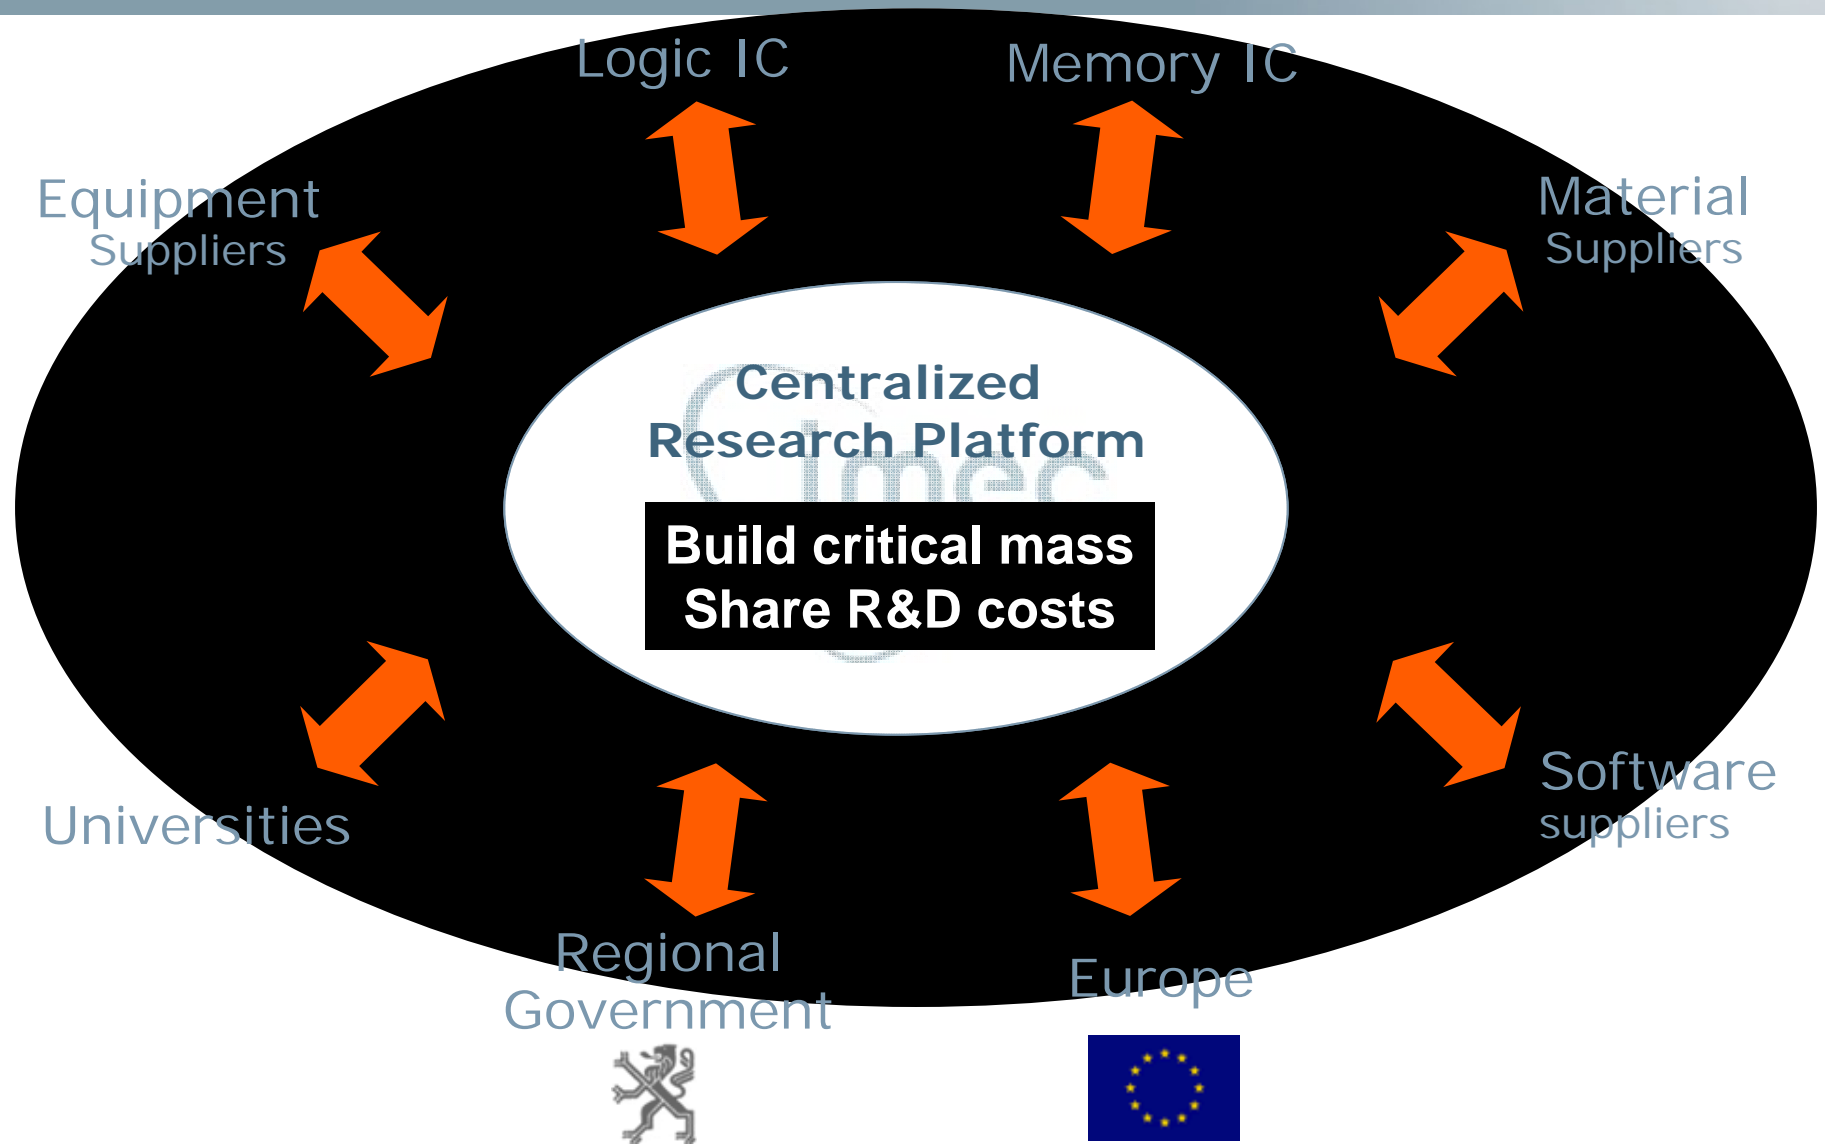 Logic IC
Memory IC
Equipment
Suppliers
Material
Suppliers
Centralized
Research Platform
imec
Build critical mass
Share R&D costs
Universities
Software
suppliers
Regional
Government
Europe